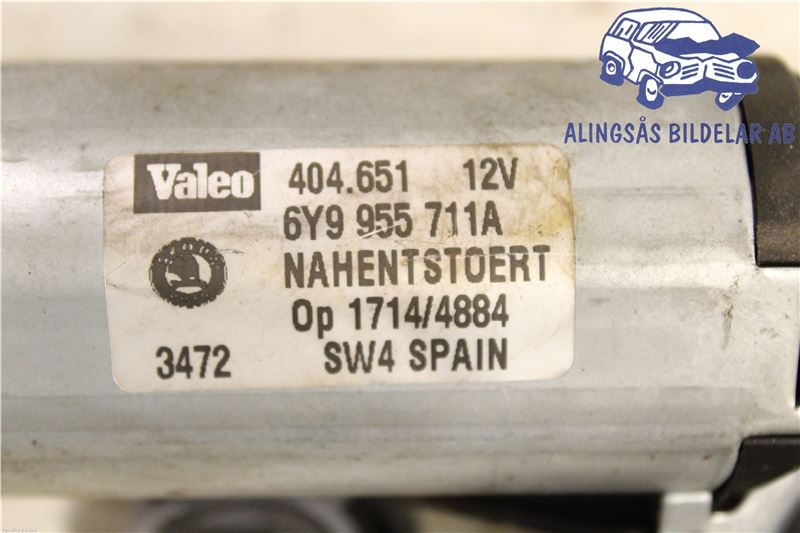 ALINGSÅS BILDELAR AB
Valeo 404.651 12V
6Y9 955 711A
NAHENTSTOERT
Op 1714/4884
3472 SW4 SPAIN